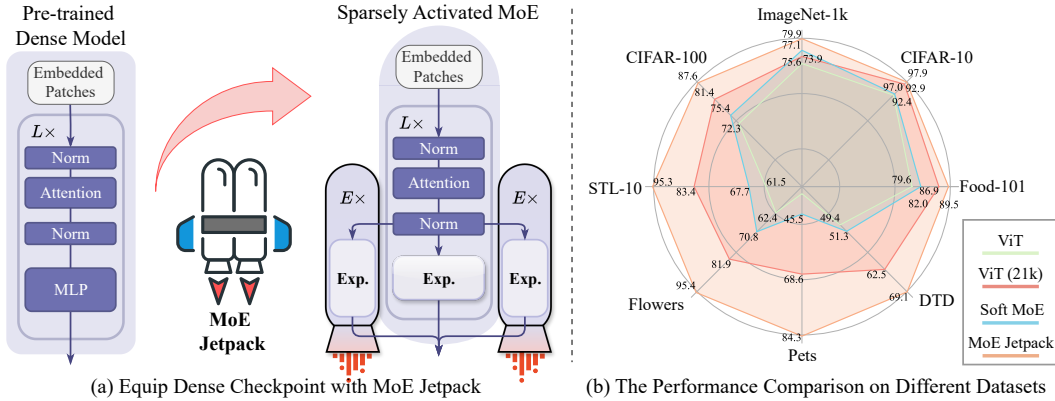 Pre-trained
Dense Model
Embedded
Patches
L×
Norm
Attention
Norm
MLP
MoE
Jetpack
Sparsely Activated MoE
Embedded
Patches
L×
Norm
Attention
Norm
E×
E×
Exp.
Exp.
Exp.
(a) Equip Dense Checkpoint with MoE Jetpack
ImageNet-1k
79.9
77.1
75.6
73.9
CIFAR-10
97.9
92.9
97.0
92.4
Food-101
79.6
86.9
82.0
89.5
DTD
49.4
51.3
62.5
69.1
Pets
45.5
68.6
84.3
Flowers
62.4
70.8
81.9
95.4
STL-10
95.3
83.4
67.7
61.5
CIFAR-100
87.6
81.4
75.4
72.3
ViT
ViT (21k)
Soft MoE
MoE Jetpack
(b) The Performance Comparison on Different Datasets